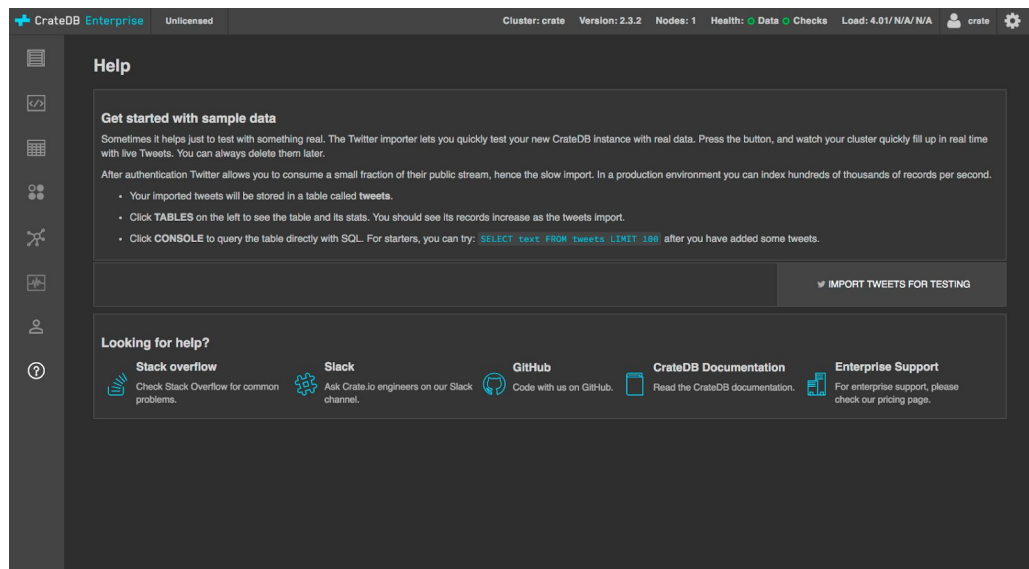 CrateDB Enterprise Unlicensed Cluster: crate Version: 2.3.2 Nodes: 1 Health: Data Checks Load: 4.01/ N/A/ N/A crate
Help
Get started with sample data
Sometimes it helps just to test with something real. The Twitter importer lets you quickly test your new CrateDB instance with real data. Press the button, and watch your cluster quickly fill up in real time
with live Tweets. You can always delete them later.
After authentication Twitter allows you to consume a small fraction of their public stream, hence the slow import. In a production environment you can index hundreds of thousands of records per second.
• Your imported tweets will be stored in a table called tweets.
• Click TABLES on the left to see the table and its stats. You should see its records increase as the tweets import.
• Click CONSOLE to query the table directly with SQL. For starters, you can try: SELECT text FROM tweets LIMIT 100 after you have added some tweets.
IMPORT TWEETS FOR TESTING
Looking for help?
Stack overflow
Check Stack Overflow for common
problems.
Slack
Ask Crate.io engineers on our Slack
channel.
GitHub
Code with us on GitHub.
CrateDB Documentation
Read the CrateDB documentation.
Enterprise Support
For enterprise support, please
check our pricing page.